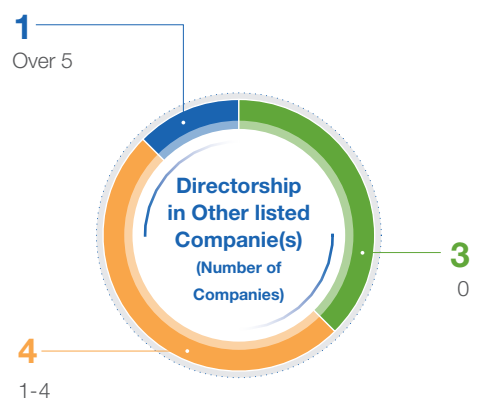 1
Over 5
Directorship
in Other listed
Companie(s)
(Number of
Companies)
3
0
4
1-4